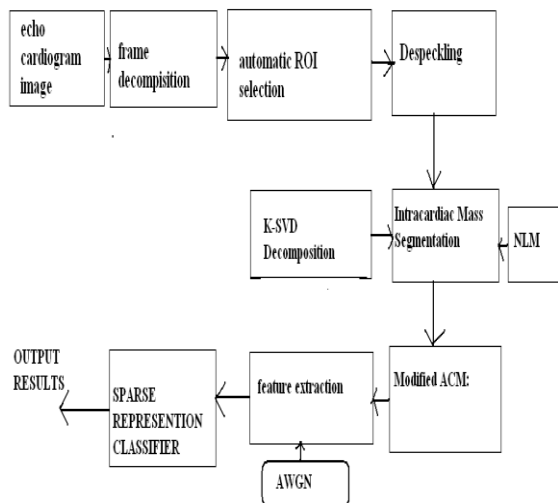 echo
cardiogram
image
frame
decompisition
automatic ROI
selection
Despeckling
K-SVD
Decomposition
Intracardiac Mass
Segmentation
NLM
OUTPUT
RESULTS
SPARSE
REPRESENTION
CLASSIFIER
feature extraction
Modified ACM:
AWGN